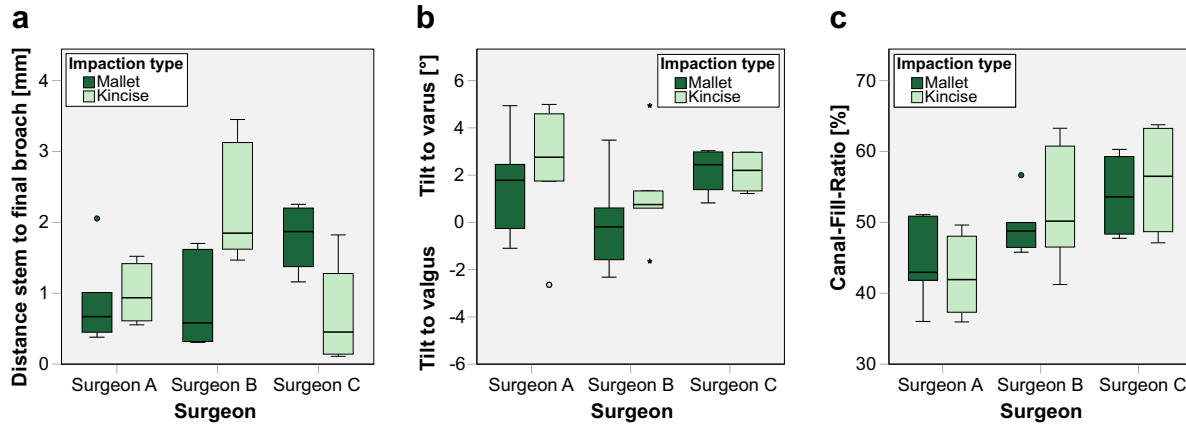 a
Distance stem to final broach [mm]
4
3
2
1
0
Impaction type
Mallet
Kincise
Surgeon A
Surgeon B
Surgeon C
Surgeon
b
Tilt to valgus
Tilt to varus [°]
6
4
2
0
-2
-4
-6
Impaction type
Mallet
Kincise
Surgeon A
Surgeon B
Surgeon C
Surgeon
c
Canal-Fill-Ratio [%]
70
60
50
40
30
Impaction type
Mallet
Kincise
Surgeon A
Surgeon B
Surgeon C
Surgeon